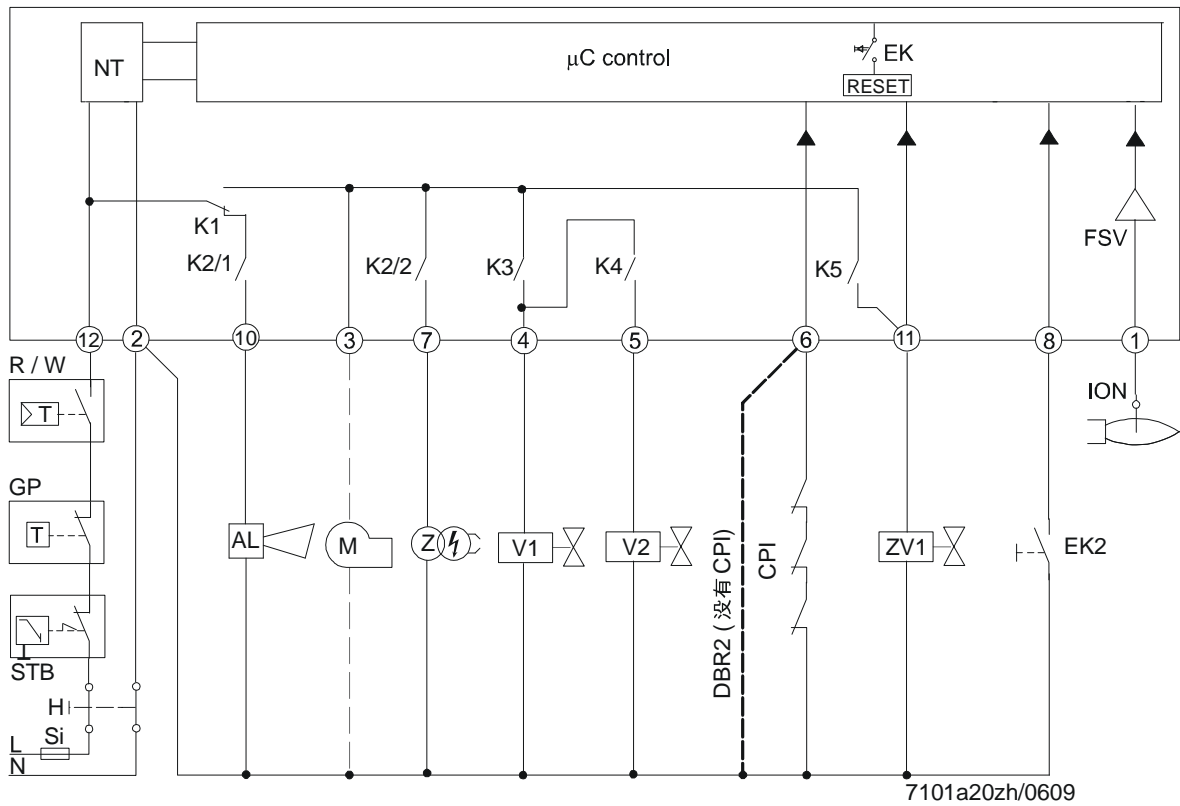 NT
μC control
EK
RESET
FSV
K1
K2/1
K2/2
K3
K4
K5
12
2
10
3
7
4
5
6
11
8
1
R / W
T
ION
GP
T
AL
M
Z
V1
V2
DBR2 ( 没有 CPI)
CPI
ZV1
EK2
STB
H
Si
L
N
7101a20zh/0609